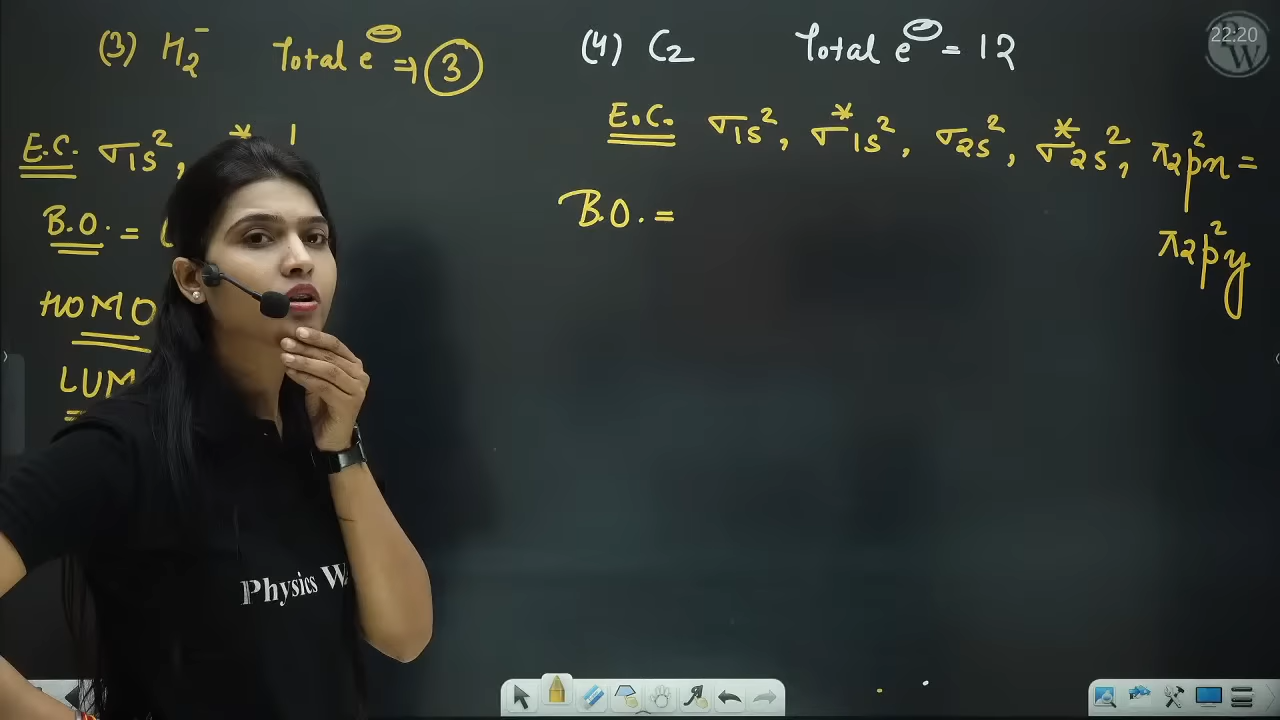 (3) H₂⁻ Total e⊖ ⇒ 3
E.C. σ1s², * 1
B.O. =
HOMO
LUM
(4) C₂ Total e⊖ = 12
E.C. σ1s², σ*1s², σ2s², σ*2s², π2px² =
π2py²
B.O. =
Physics W
22:20